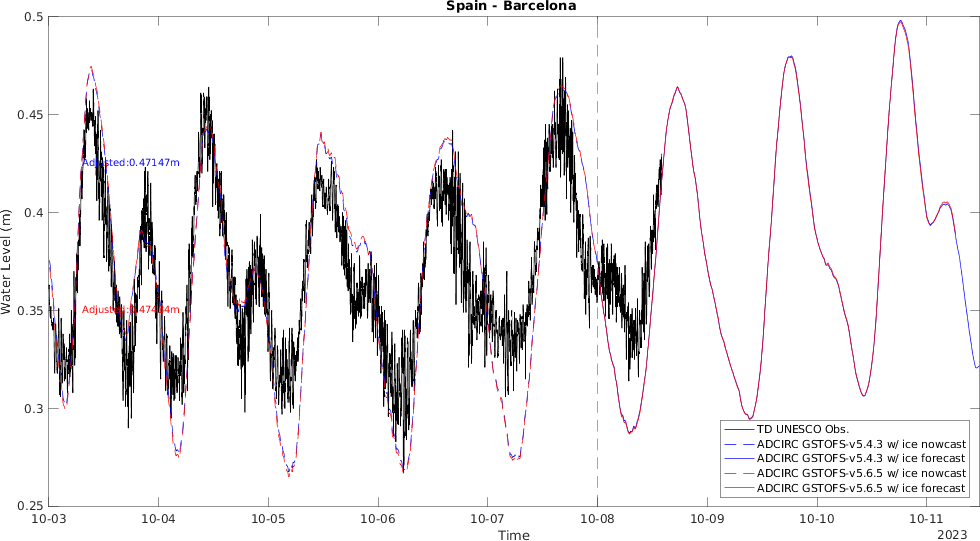 Spain - Barcelona
0.5
0.45
0.4
0.35
0.3
0.25
Water Level (m)
Adjusted:0.47147m
10-03
10-04
10-05
10-06
10-07
10-08
10-09
10-10
10-11
Time
2023
TD UNESCO Obs.
ADCIRC GSTOFS-v5.4.3 w/ ice nowcast
ADCIRC GSTOFS-v5.4.3 w/ ice forecast
ADCIRC GSTOFS-v5.6.5 w/ ice nowcast
ADCIRC GSTOFS-v5.6.5 w/ ice forecast